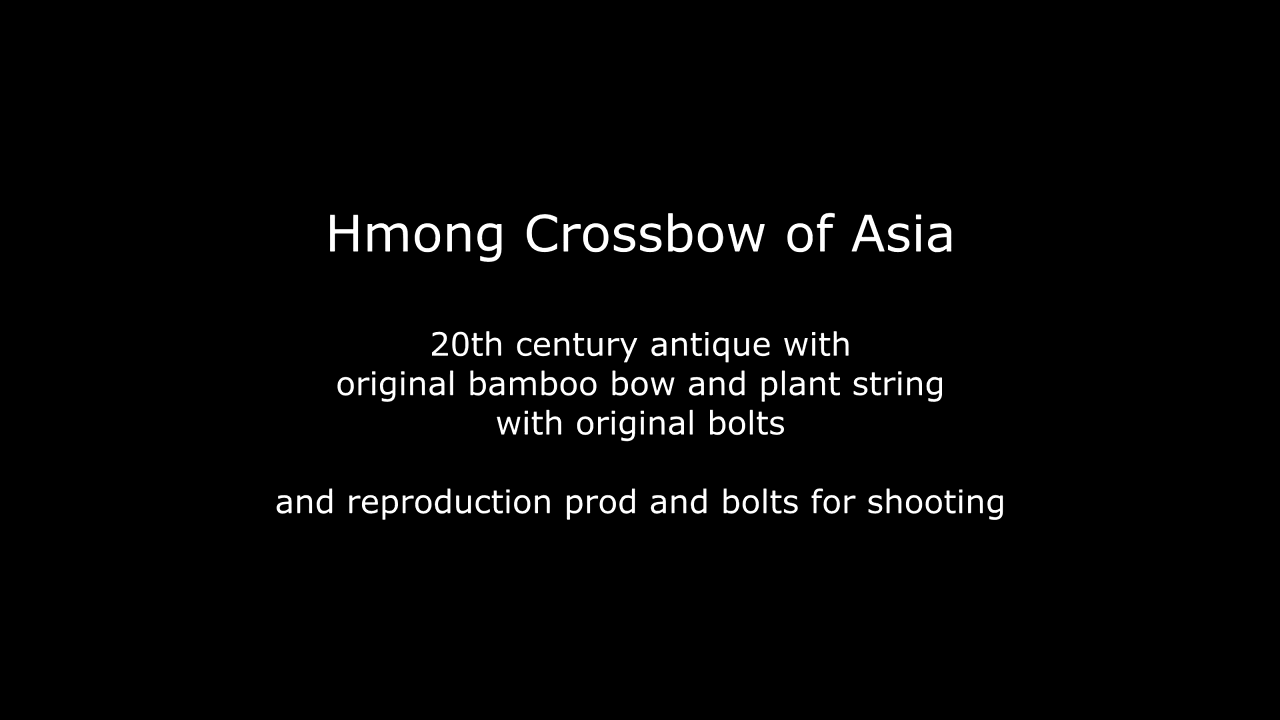 Hmong Crossbow of Asia
20th century antique with
original bamboo bow and plant string
with original bolts
and reproduction prod and bolts for shooting